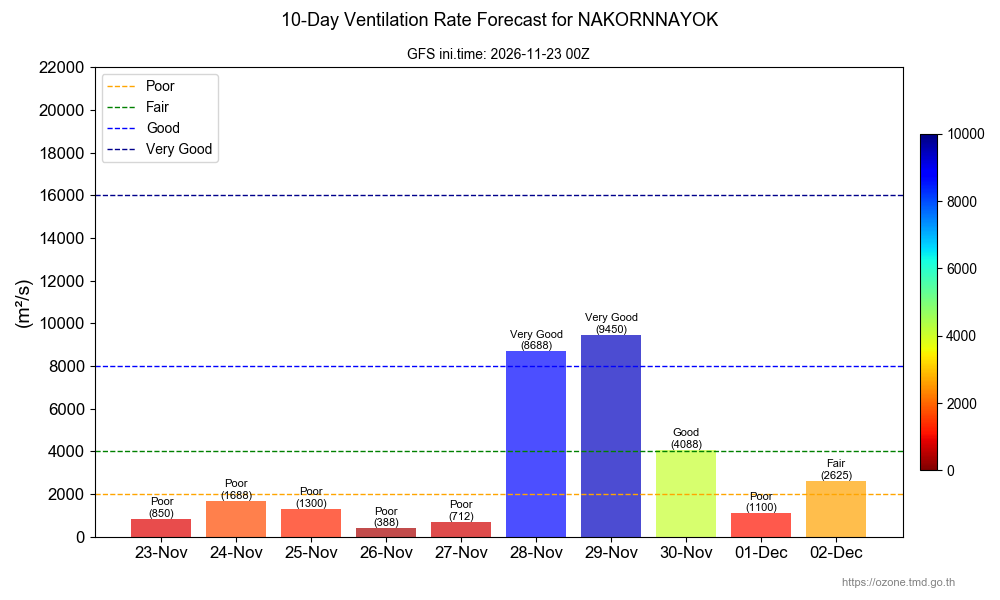 10-Day Ventilation Rate Forecast for NAKORNNAYOK
GFS ini.time: 2026-11-23 00Z
22000
20000
18000
16000
14000
12000
10000
8000
6000
4000
2000
0
(m²/s)
Poor
Fair
Good
Very Good
Poor
(850)
Poor
(1688)
Poor
(1300)
Poor
(388)
Poor
(712)
Very Good
(8688)
Very Good
(9450)
Good
(4088)
Poor
(1100)
Fair
(2625)
23-Nov 24-Nov 25-Nov 26-Nov 27-Nov 28-Nov 29-Nov 30-Nov 01-Dec 02-Dec
10000
8000
6000
4000
2000
0
https://ozone.tmd.go.th